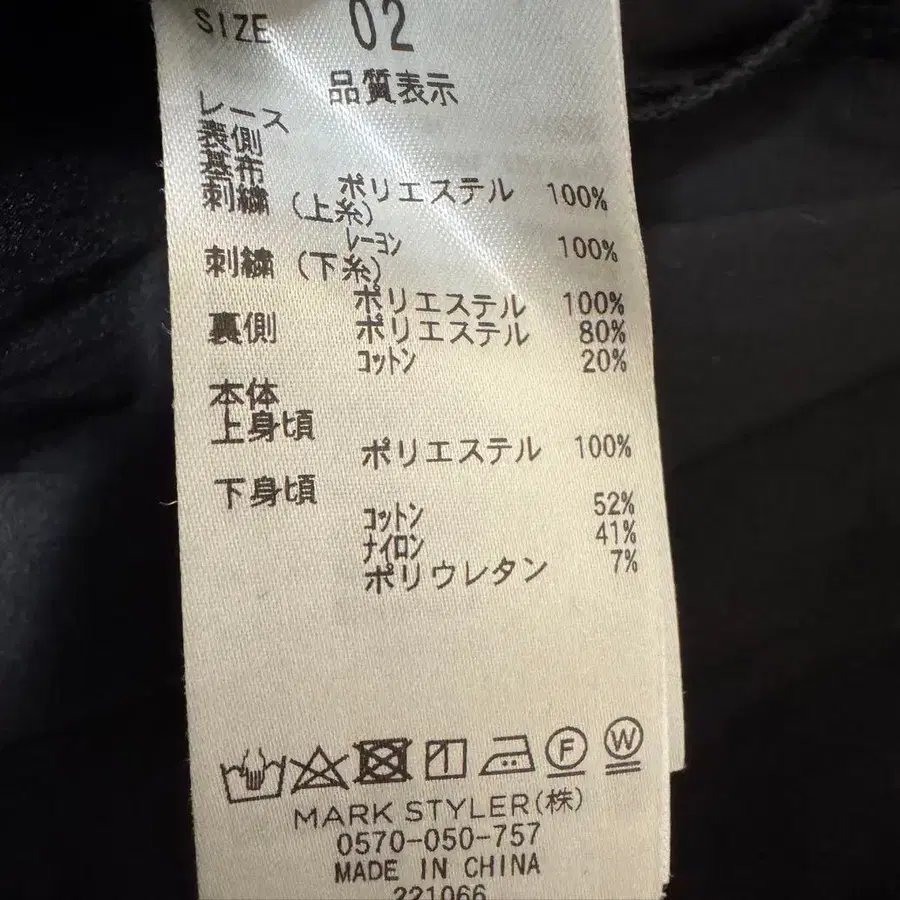 SIZE 02
品質表示
レース
表側
基布
ポリエステル 100%
刺繍(上糸)
レーヨン 100%
刺繍(下糸)
ポリエステル 100%
裏側 ポリエステル 80%
コットン 20%
本体
上身頃
ポリエステル 100%
下身頃
コットン 52%
ナイロン 41%
ポリウレタン 7%
F W
MARK STYLER(株)
0570-050-757
MADE IN CHINA
221066